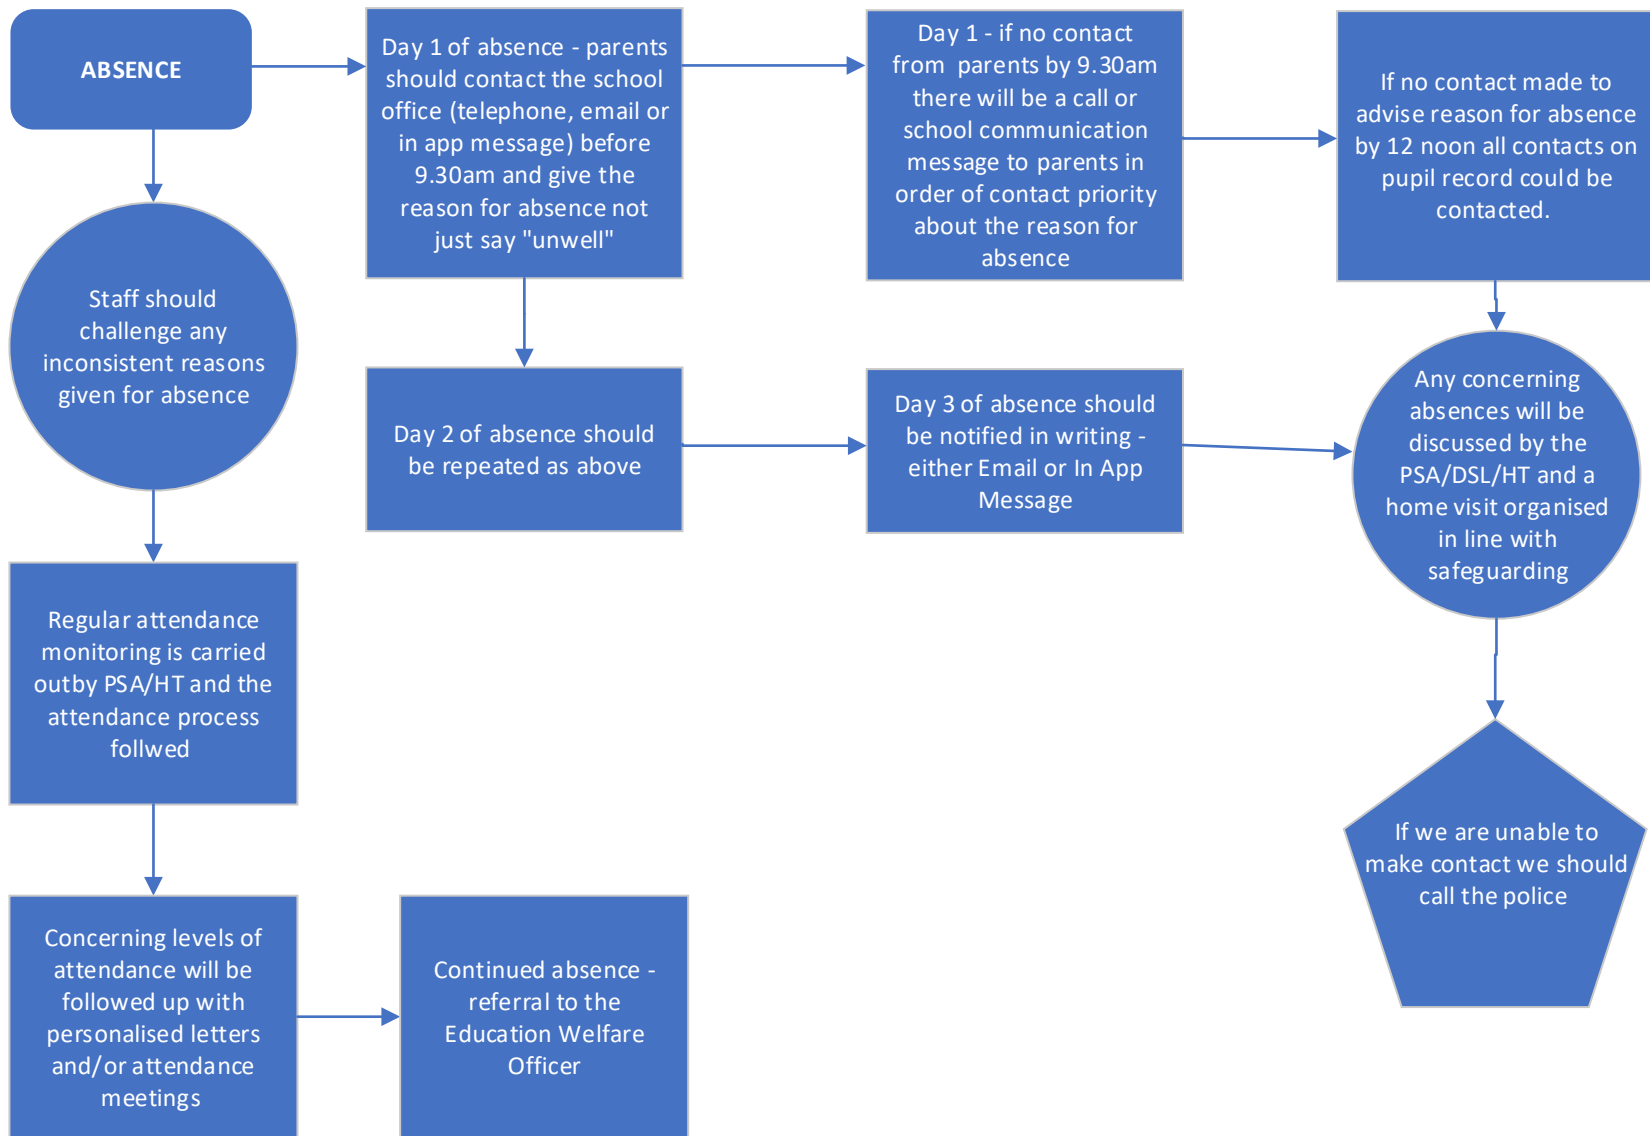 ABSENCE
Day 1 of absence - parents
should contact the school
office (telephone, email or
in app message) before
9.30am and give the
reason for absence not
just say "unwell"
Day 1 - if no contact
from  parents by 9.30am
there will be a call or
school communication
message to parents in
order of contact priority
about the reason for
absence
If no contact made to
advise reason for absence
by 12 noon all contacts on
pupil record could be
contacted.
Staff should
challenge any
inconsistent reasons
given for absence
Day 2 of absence should
be repeated as above
Day 3 of absence should
be notified in writing -
either Email or In App
Message
Any concerning
absences will be
discussed by the
PSA/DSL/HT and a
home visit organised
in line with
safeguarding
Regular attendance
monitoring is carried
outby PSA/HT and the
attendance process
follwed
If we are unable to
make contact we should
call the police
Concerning levels of
attendance will be
followed up with
personalised letters
and/or attendance
meetings
Continued absence -
referral to the
Education Welfare
Officer